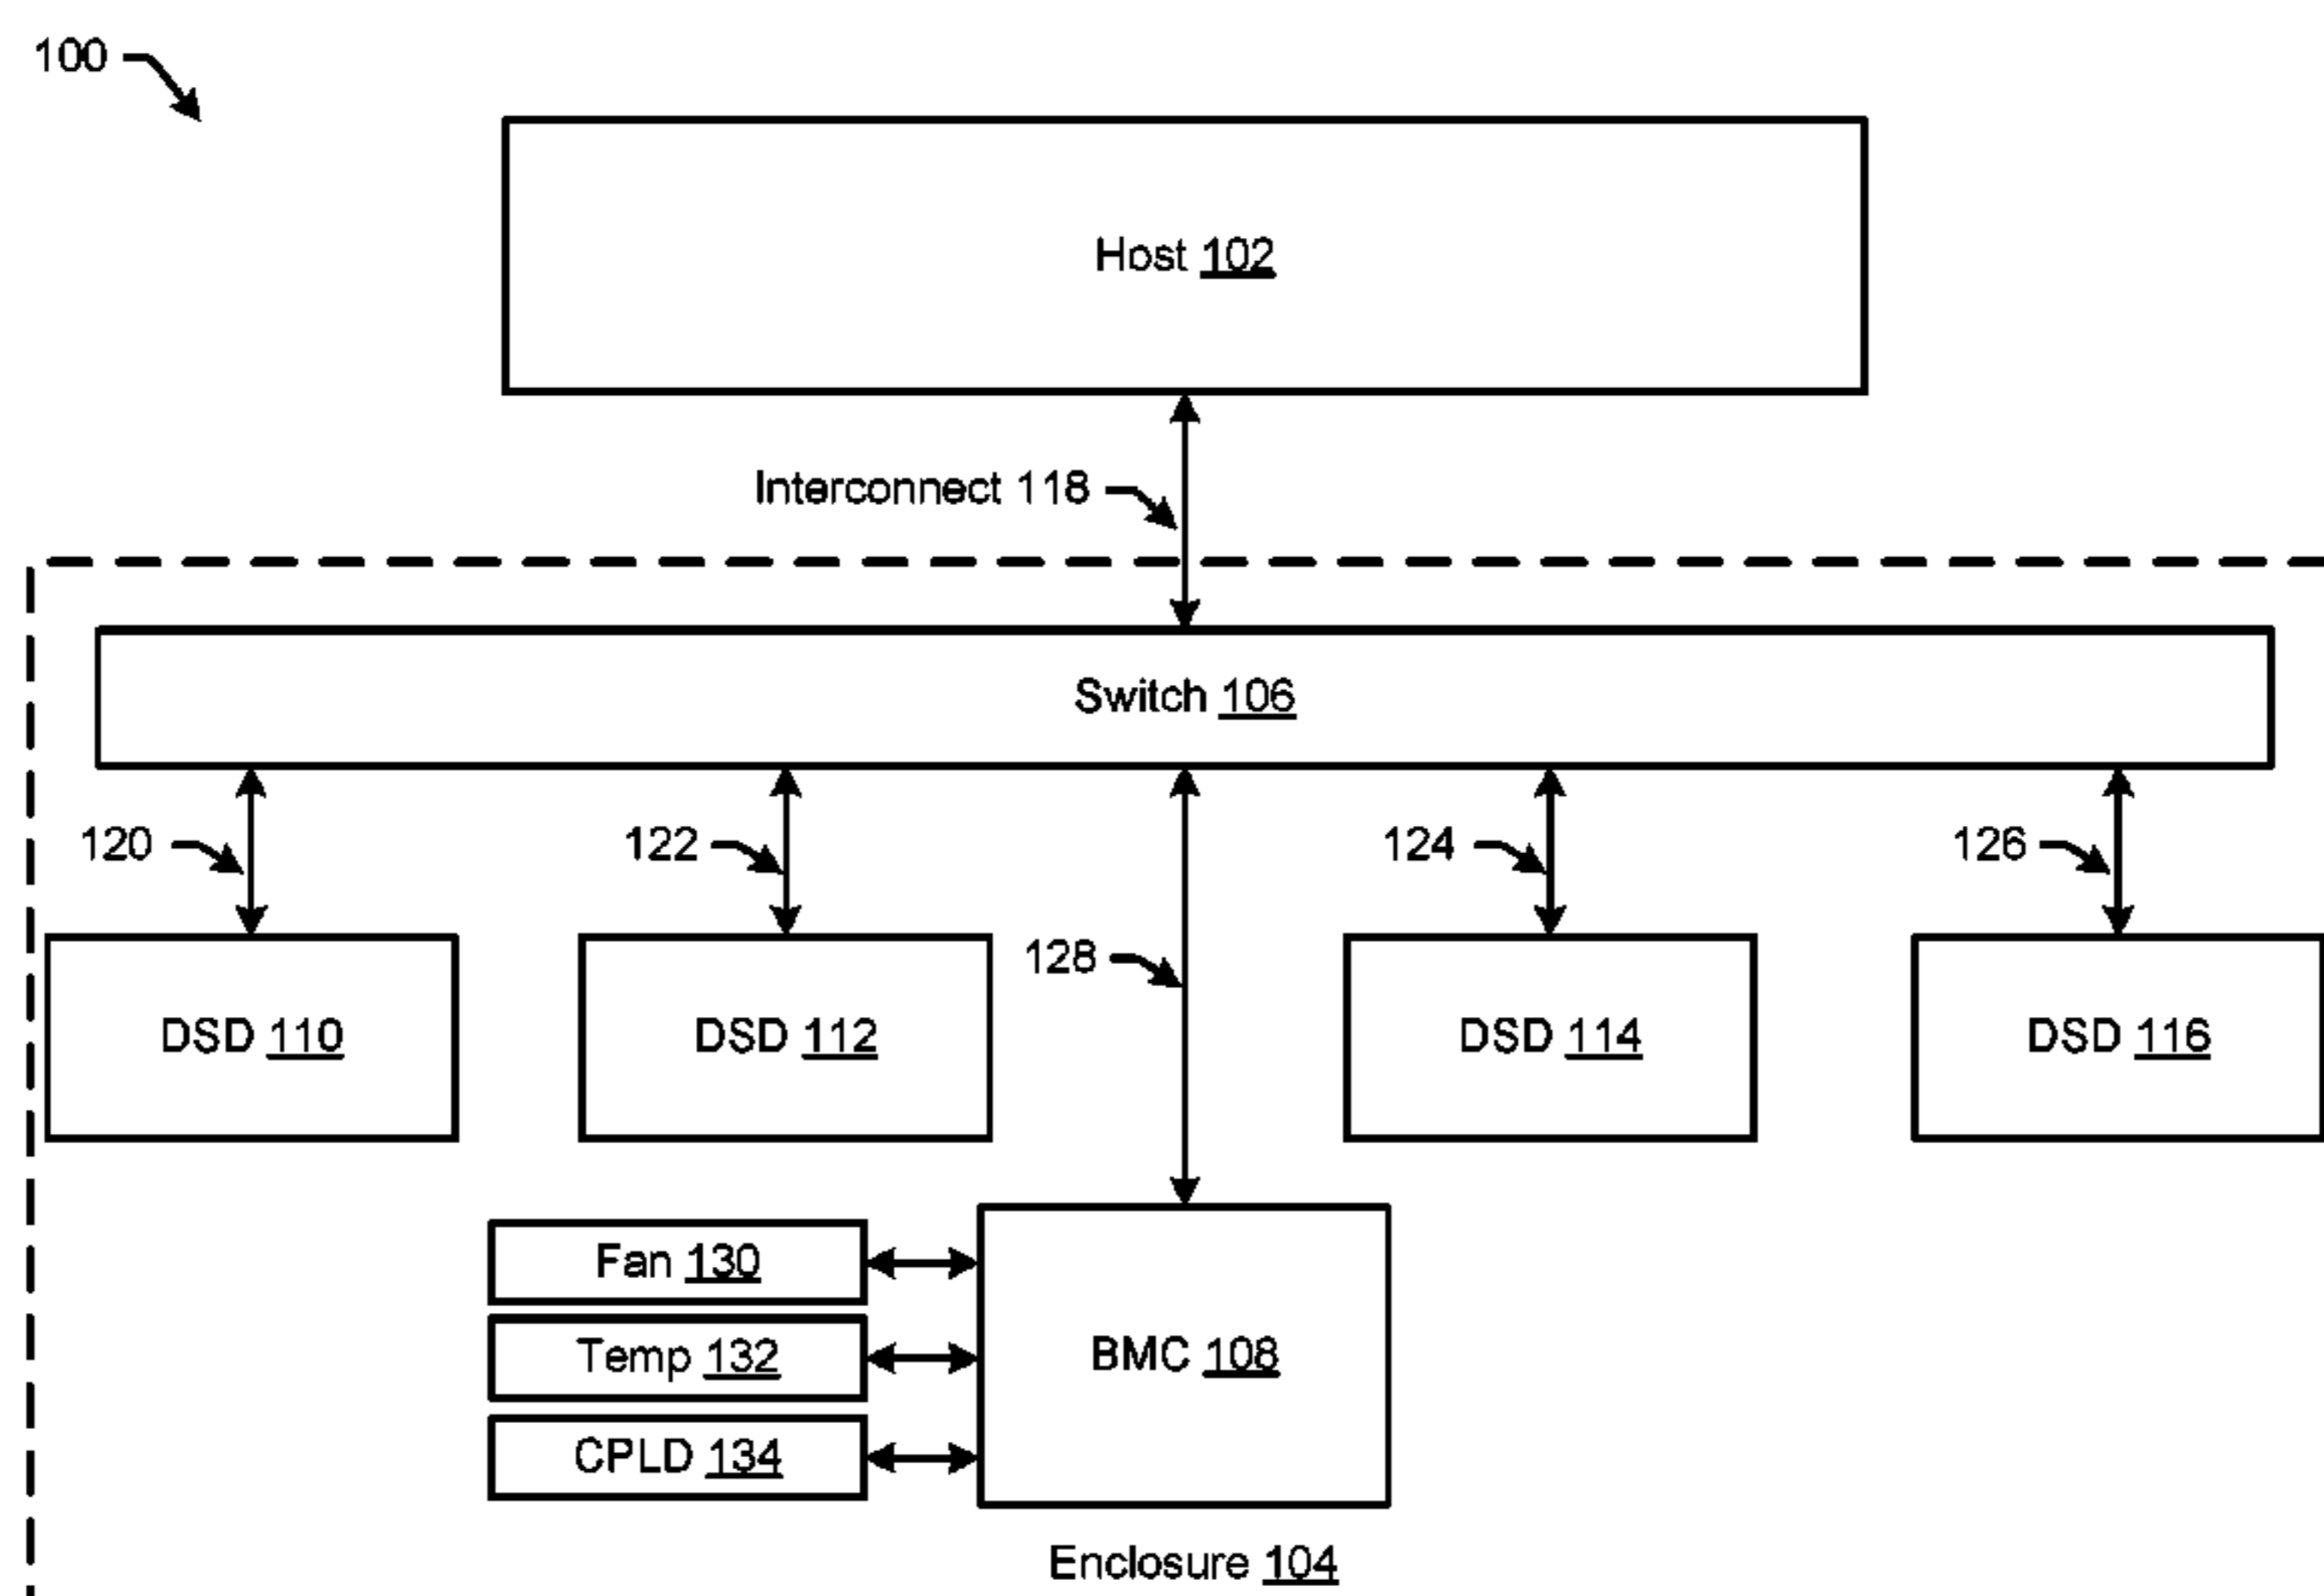 100
Host 102
Interconnect 118
Switch 106
120
122
124
126
128
DSD 110
DSD 112
DSD 114
DSD 116
Fan 130
Temp 132
CPLD 134
BMC 108
Enclosure 104